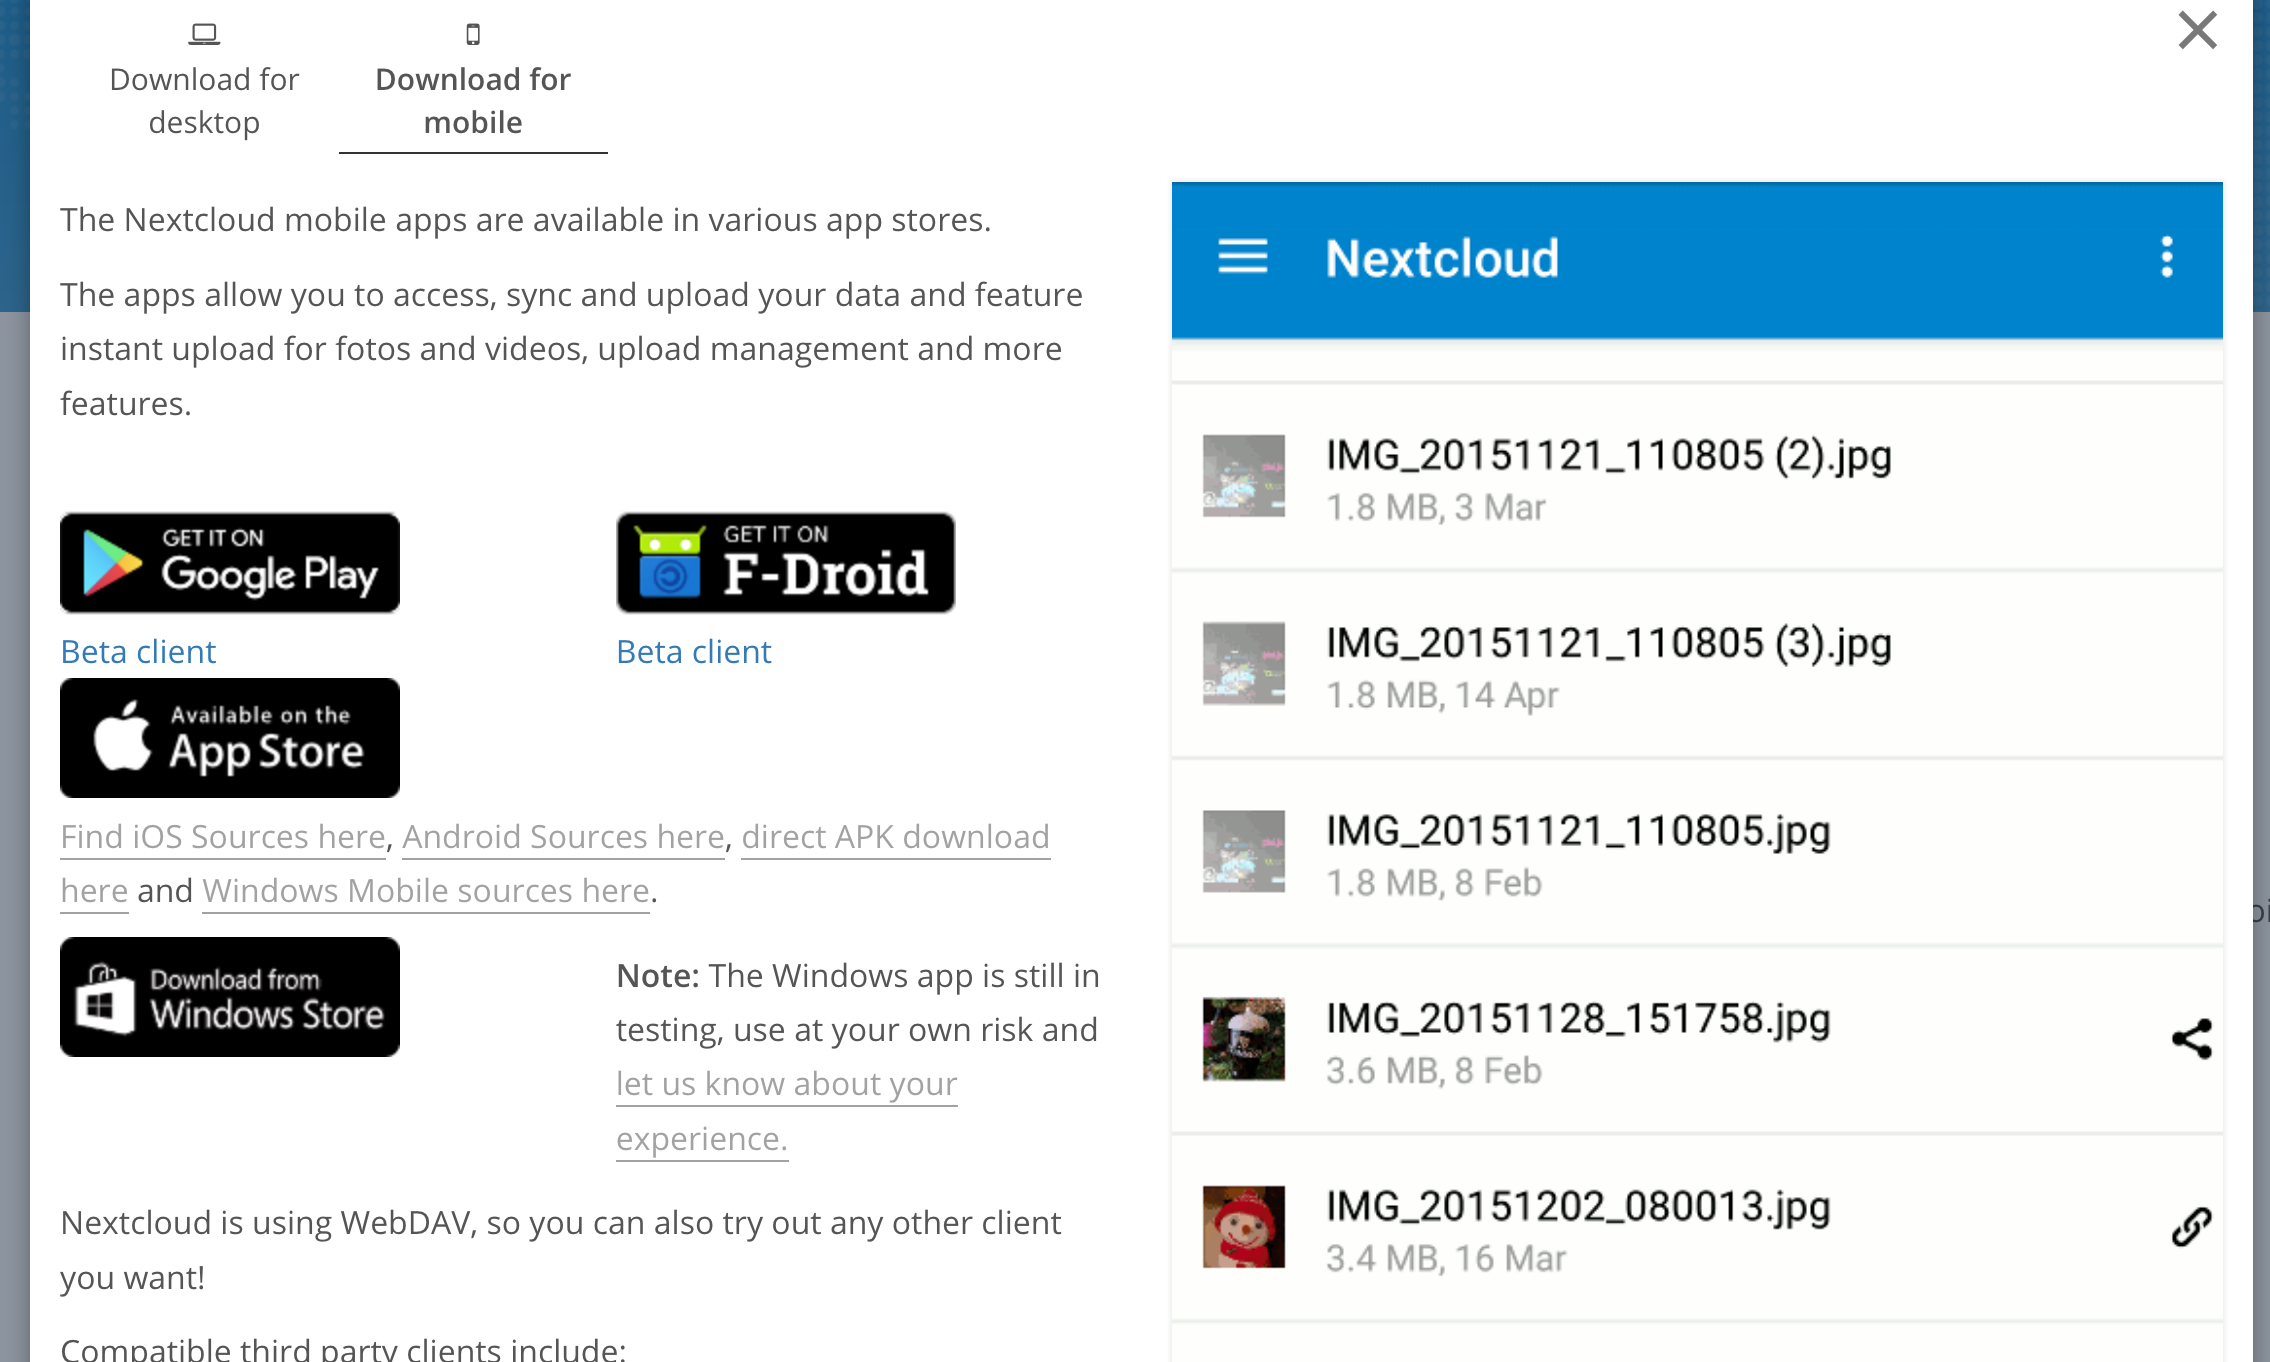 Download for
desktop
Download for
mobile
The Nextcloud mobile apps are available in various app stores.
The apps allow you to access, sync and upload your data and feature
instant upload for fotos and videos, upload management and more
features.
GET IT ON
Google Play
GET IT ON
F-Droid
Beta client
Beta client
Available on the
App Store
Find iOS Sources here, Android Sources here, direct APK download
here and Windows Mobile sources here.
Download from
Windows Store
Note: The Windows app is still in
testing, use at your own risk and
let us know about your
experience.
Nextcloud is using WebDAV, so you can also try out any other client
you want!
Compatible third party clients include:
Nextcloud
IMG_20151121_110805 (2).jpg
1.8 MB, 3 Mar
IMG_20151121_110805 (3).jpg
1.8 MB, 14 Apr
IMG_20151121_110805.jpg
1.8 MB, 8 Feb
IMG_20151128_151758.jpg
3.6 MB, 8 Feb
IMG_20151202_080013.jpg
3.4 MB, 16 Mar